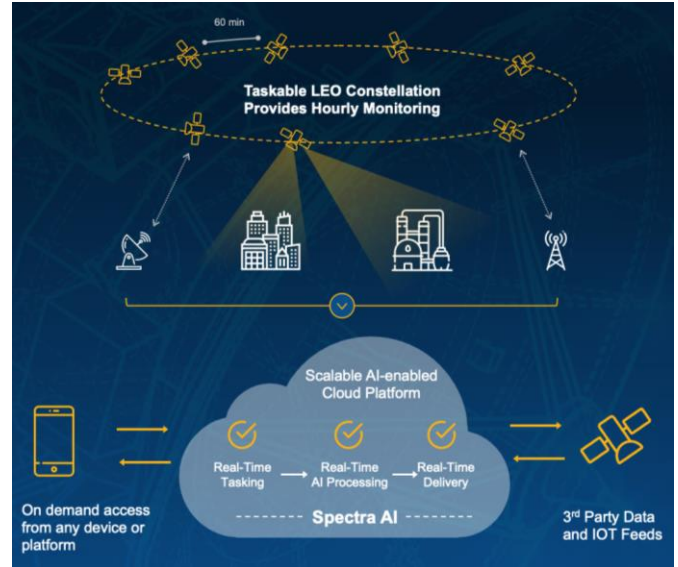 60 min
Taskable LEO Constellation
Provides Hourly Monitoring
Scalable AI-enabled
Cloud Platform
Real-Time
Tasking
Real-Time
AI Processing
Real-Time
Delivery
Spectra AI
On demand access
from any device or
platform
3rd Party Data
and IOT Feeds